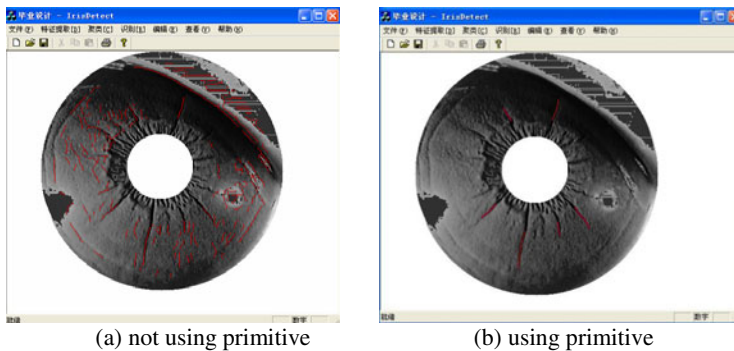 毕业设计 - IrisDetect
文件(F) 特征提取(D) 聚类(C) 识别(I) 编辑(E) 查看(V) 帮助(H)
就绪 数字
(a) not using primitive
毕业设计 - IrisDetect
文件(F) 特征提取(D) 聚类(C) 识别(I) 编辑(E) 查看(V) 帮助(H)
就绪 数字
(b) using primitive